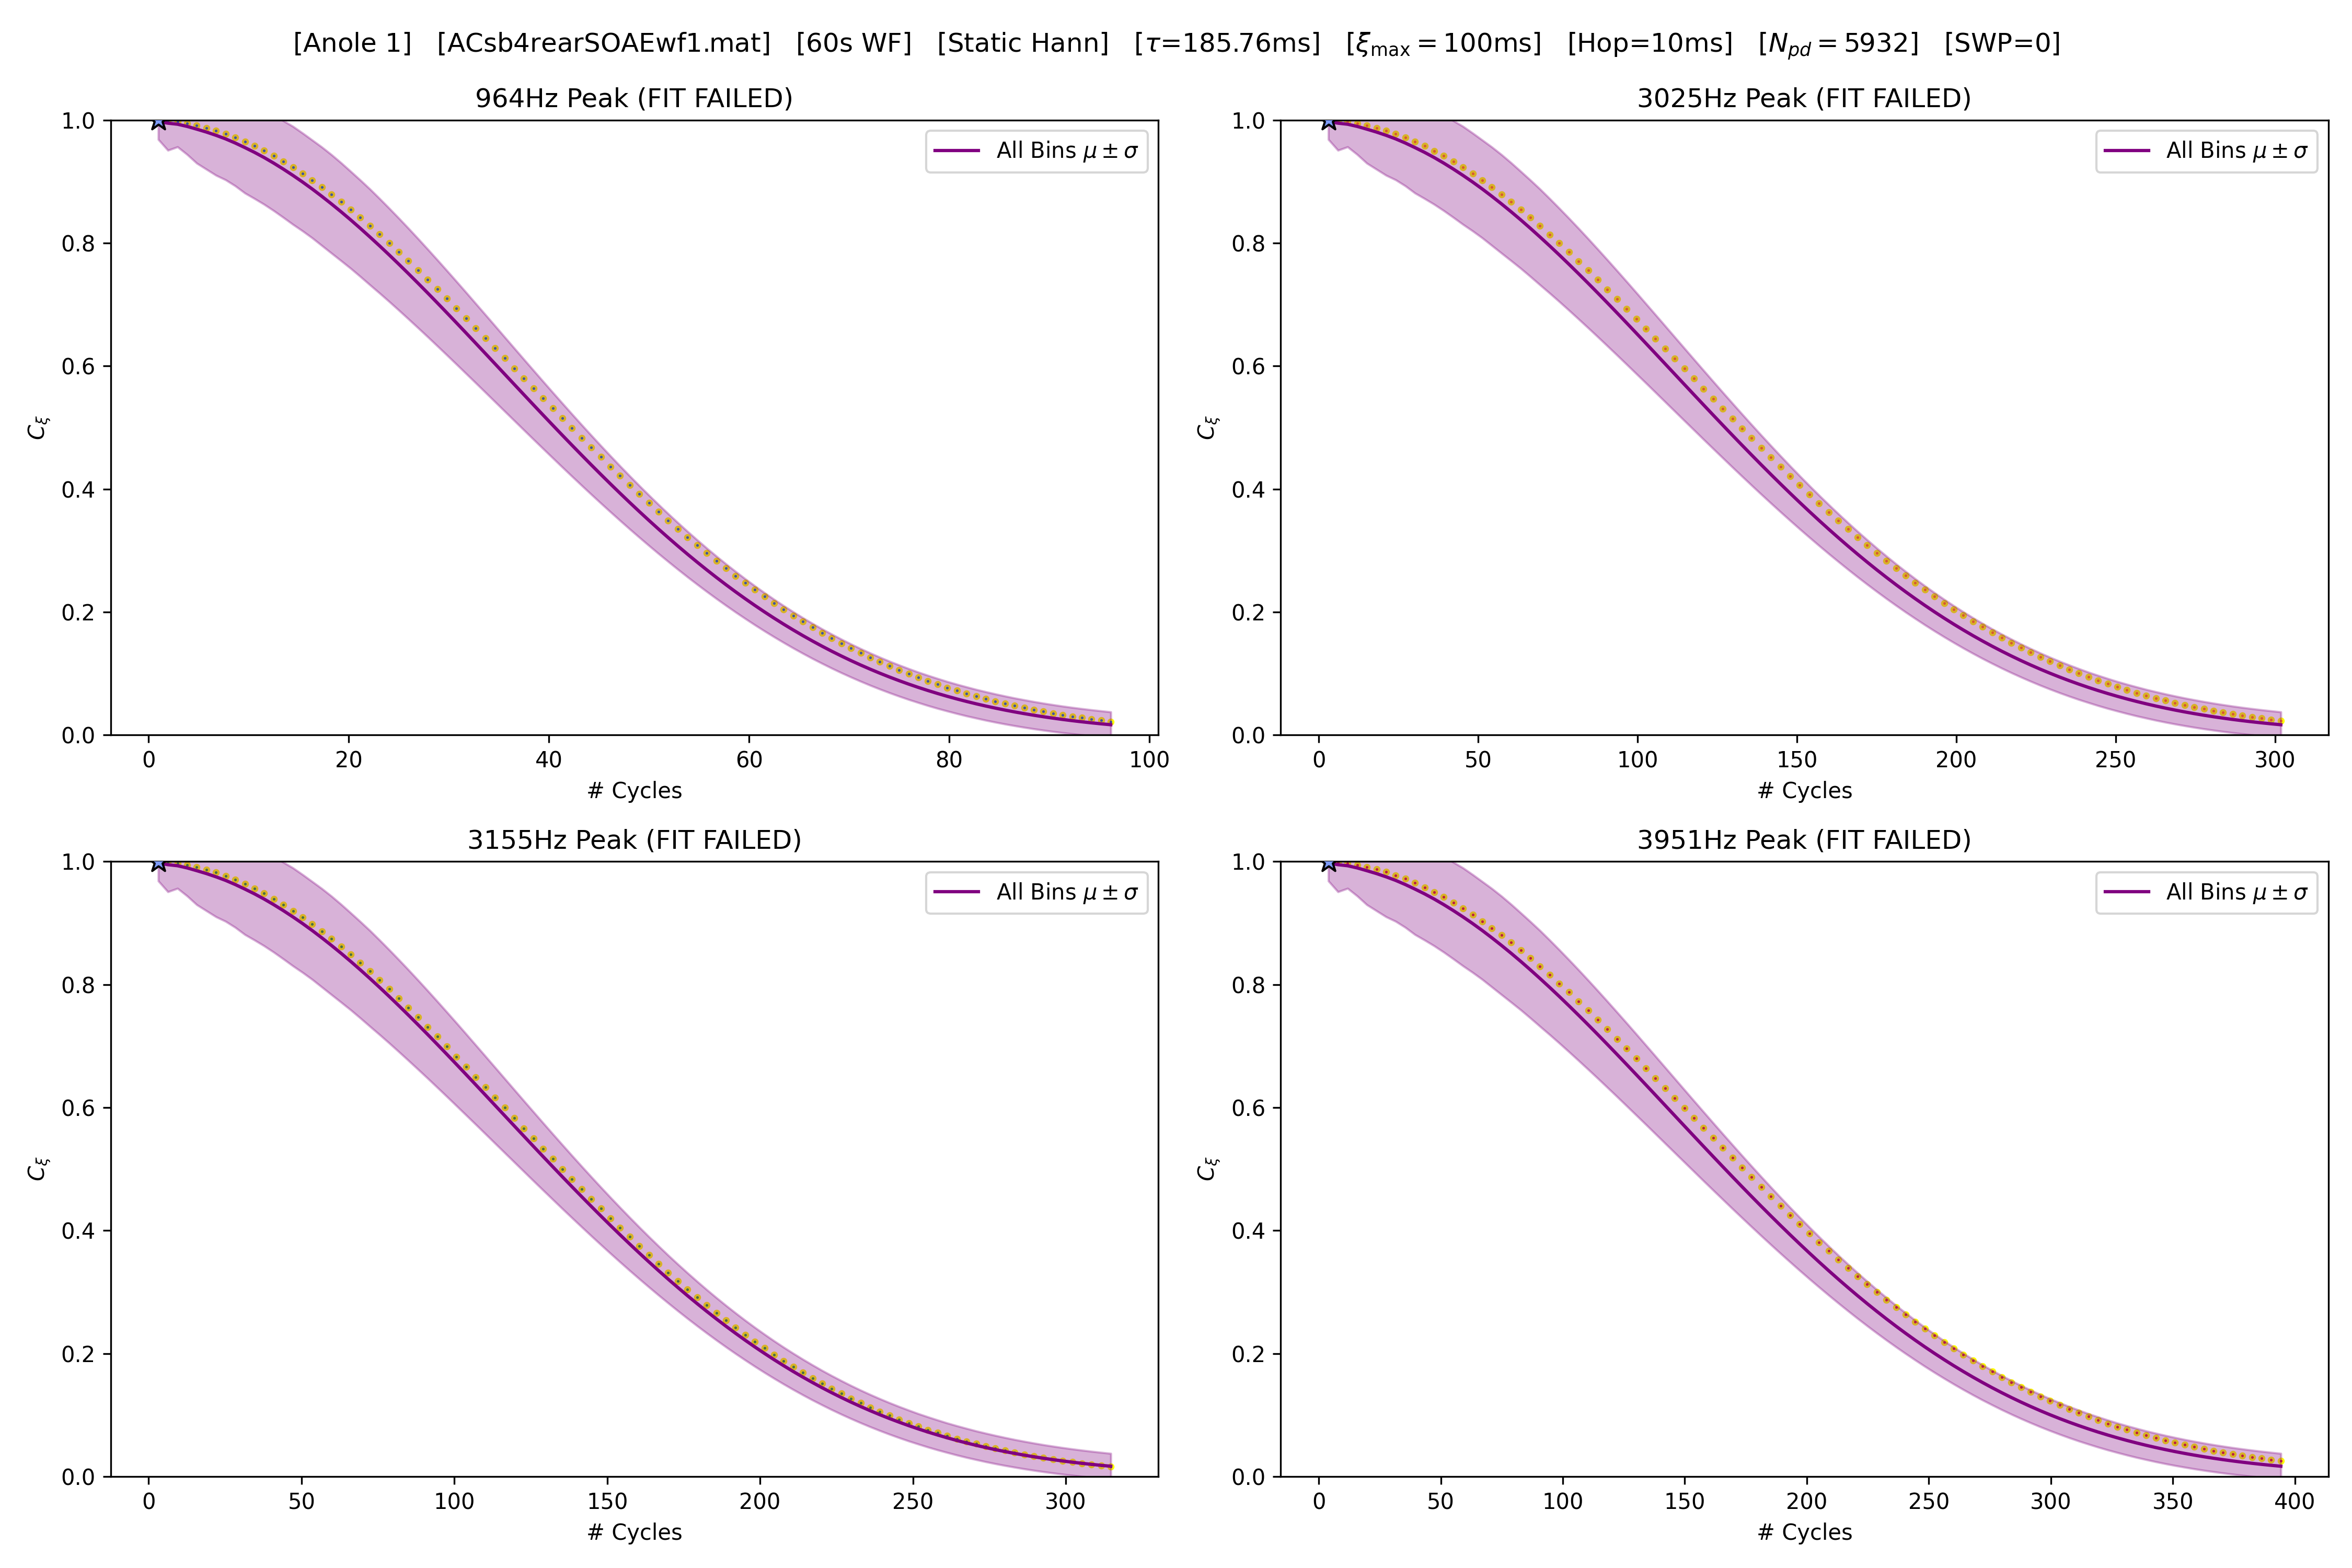 [Anole 1] [ACsb4rearSOAEwf1.mat] [60s WF] [Static Hann] [τ=185.76ms] [ξmax = 100ms] [Hop=10ms] [Npd = 5932] [SWP=0]
964Hz Peak (FIT FAILED)
1.0
0.8
0.6
0.4
0.2
0.0
Cξ
All Bins μ ± σ
0 20 40 60 80 100
# Cycles
3025Hz Peak (FIT FAILED)
1.0
0.8
0.6
0.4
0.2
0.0
Cξ
All Bins μ ± σ
0 50 100 150 200 250 300
# Cycles
3155Hz Peak (FIT FAILED)
1.0
0.8
0.6
0.4
0.2
0.0
Cξ
All Bins μ ± σ
0 50 100 150 200 250 300
# Cycles
3951Hz Peak (FIT FAILED)
1.0
0.8
0.6
0.4
0.2
0.0
Cξ
All Bins μ ± σ
0 50 100 150 200 250 300 350 400
# Cycles